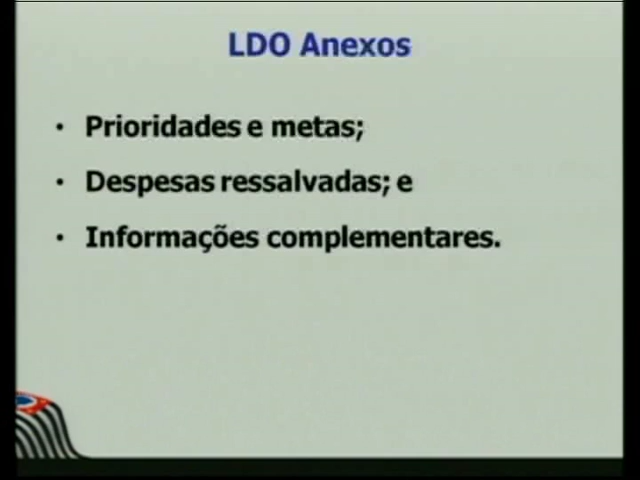 LDO Anexos
• Prioridades e metas;
• Despesas ressalvadas; e
• Informações complementares.